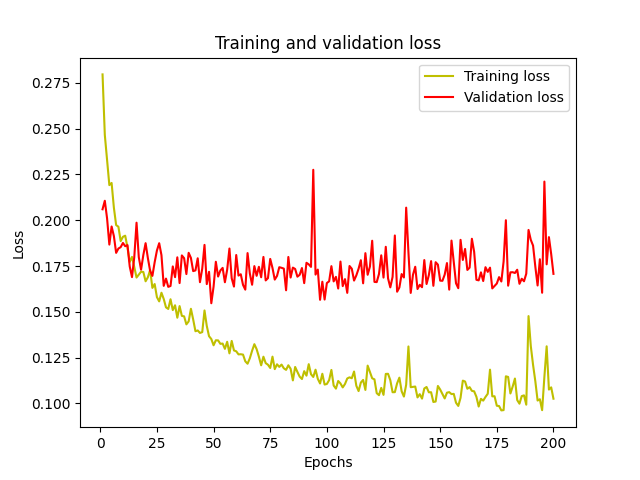 Training and validation loss
Training loss
Validation loss
Loss
0.275
0.250
0.225
0.200
0.175
0.150
0.125
0.100
0 25 50 75 100 125 150 175 200
Epochs